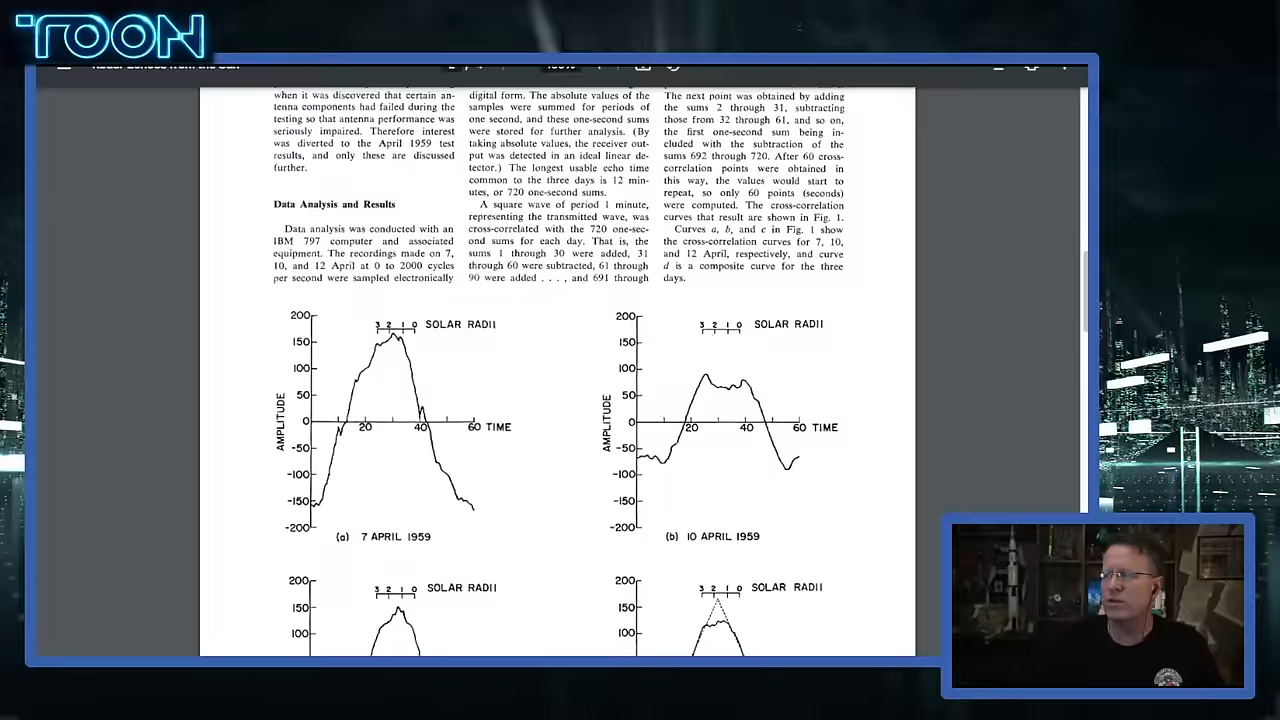 TOON
Radar Echoes from the Sun
when it was discovered that certain an-
tenna components had failed during the
testing so that antenna performance was
seriously impaired. Therefore interest
was diverted to the April 1959 test
results, and only these are discussed
further.
Data Analysis and Results
Data analysis was conducted with an
IBM 797 computer and associated
equipment. The recordings made on 7,
10, and 12 April at 0 to 2000 cycles
per second were sampled electronically
digital form. The absolute values of the
samples were summed for periods of
one second, and these one-second sums
were stored for further analysis. (By
taking absolute values, the receiver out-
put was detected in an ideal linear de-
tector.) The longest usable echo time
common to the three days is 12 min-
utes, or 720 one-second sums.
A square wave of period 1 minute,
representing the transmitted wave, was
cross-correlated with the 720 one-sec-
ond sums for each day. That is, the
sums 1 through 30 were added, 31
through 60 were subtracted, 61 through
90 were added . . . ., and 691 through
The next point was obtained by adding
the sums 2 through 31, subtracting
those from 32 through 61, and so on,
the first one-second sum being in-
cluded with the subtraction of the
sums 692 through 720. After 60 cross-
correlation points were obtained in
this way, the values would start to
repeat, so only 60 points (seconds)
were computed. The cross-correlation
curves that result are shown in Fig. 1.
Curves a, b, and c in Fig. 1 show
the cross-correlation curves for 7, 10,
and 12 April, respectively, and curve
d is a composite curve for the three
days.
200
150
100
50
0
-50
-100
-150
-200
AMPLITUDE
3 2 1 0 SOLAR RADII
20 40 60 TIME
(a) 7 APRIL 1959
200
150
100
50
0
-50
-100
-150
-200
AMPLITUDE
3 2 1 0 SOLAR RADII
20 40 60 TIME
(b) 10 APRIL 1959
200
150
100
3 2 1 0 SOLAR RADII
200
150
100
3 2 1 0 SOLAR RADII